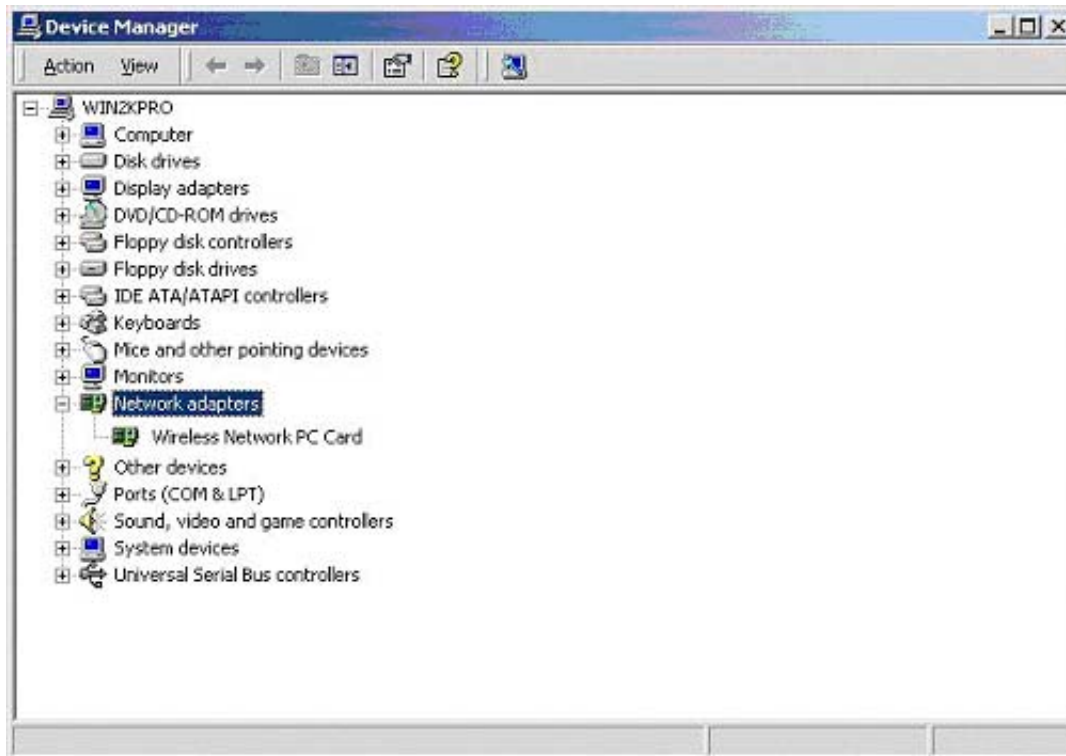 Device Manager
Action View
WIN2KPRO
Computer
Disk drives
Display adapters
DVD/CD-ROM drives
Floppy disk controllers
Floppy disk drives
IDE ATA/ATAPI controllers
Keyboards
Mice and other pointing devices
Monitors
Network adapters
Wireless Network PC Card
Other devices
Ports (COM & LPT)
Sound, video and game controllers
System devices
Universal Serial Bus controllers